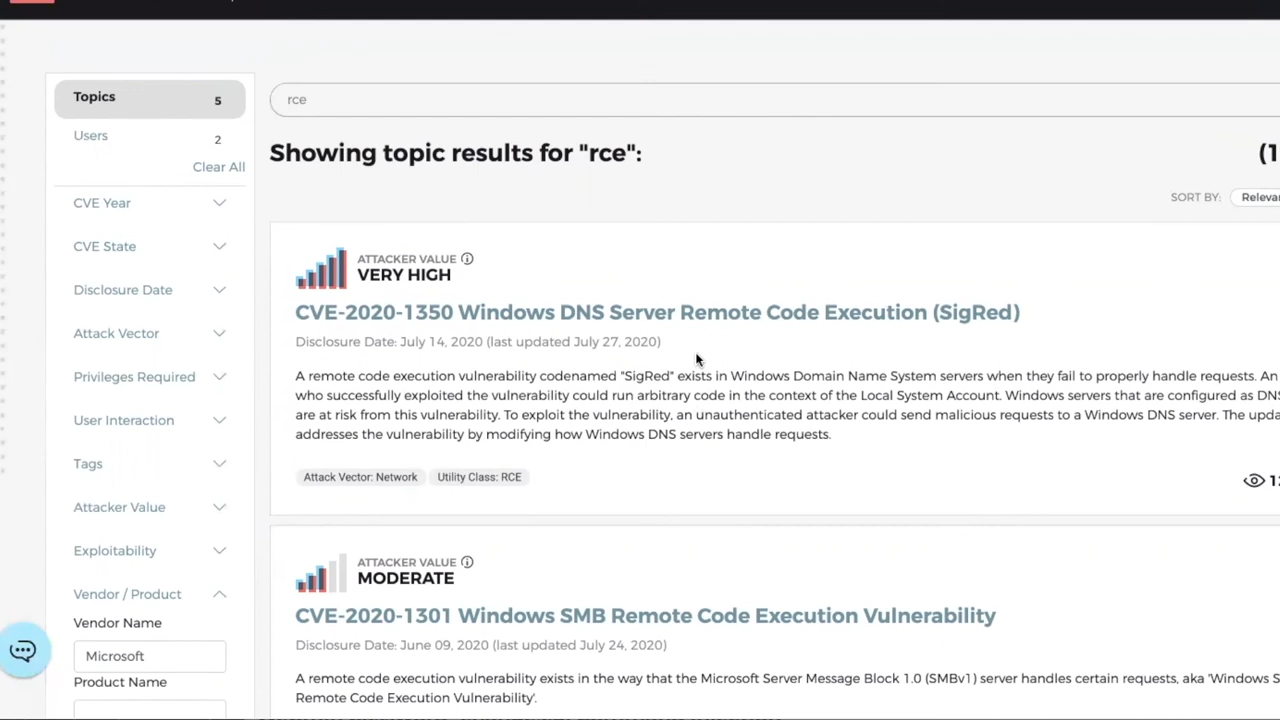 Topics 5
Users 2
Clear All
CVE Year
CVE State
Disclosure Date
Attack Vector
Privileges Required
User Interaction
Tags
Attacker Value
Exploitability
Vendor / Product
Vendor Name
Microsoft
Product Name
rce
Showing topic results for "rce":
(1
SORT BY: Relevan
ATTACKER VALUE
VERY HIGH
CVE-2020-1350 Windows DNS Server Remote Code Execution (SigRed)
Disclosure Date: July 14, 2020 (last updated July 27, 2020)
A remote code execution vulnerability codenamed "SigRed" exists in Windows Domain Name System servers when they fail to properly handle requests. An
who successfully exploited the vulnerability could run arbitrary code in the context of the Local System Account. Windows servers that are configured as DNS
are at risk from this vulnerability. To exploit the vulnerability, an unauthenticated attacker could send malicious requests to a Windows DNS server. The upda
addresses the vulnerability by modifying how Windows DNS servers handle requests.
Attack Vector: Network Utility Class: RCE
ATTACKER VALUE
MODERATE
CVE-2020-1301 Windows SMB Remote Code Execution Vulnerability
Disclosure Date: June 09, 2020 (last updated July 24, 2020)
A remote code execution vulnerability exists in the way that the Microsoft Server Message Block 1.0 (SMBv1) server handles certain requests, aka 'Windows S
Remote Code Execution Vulnerability'.